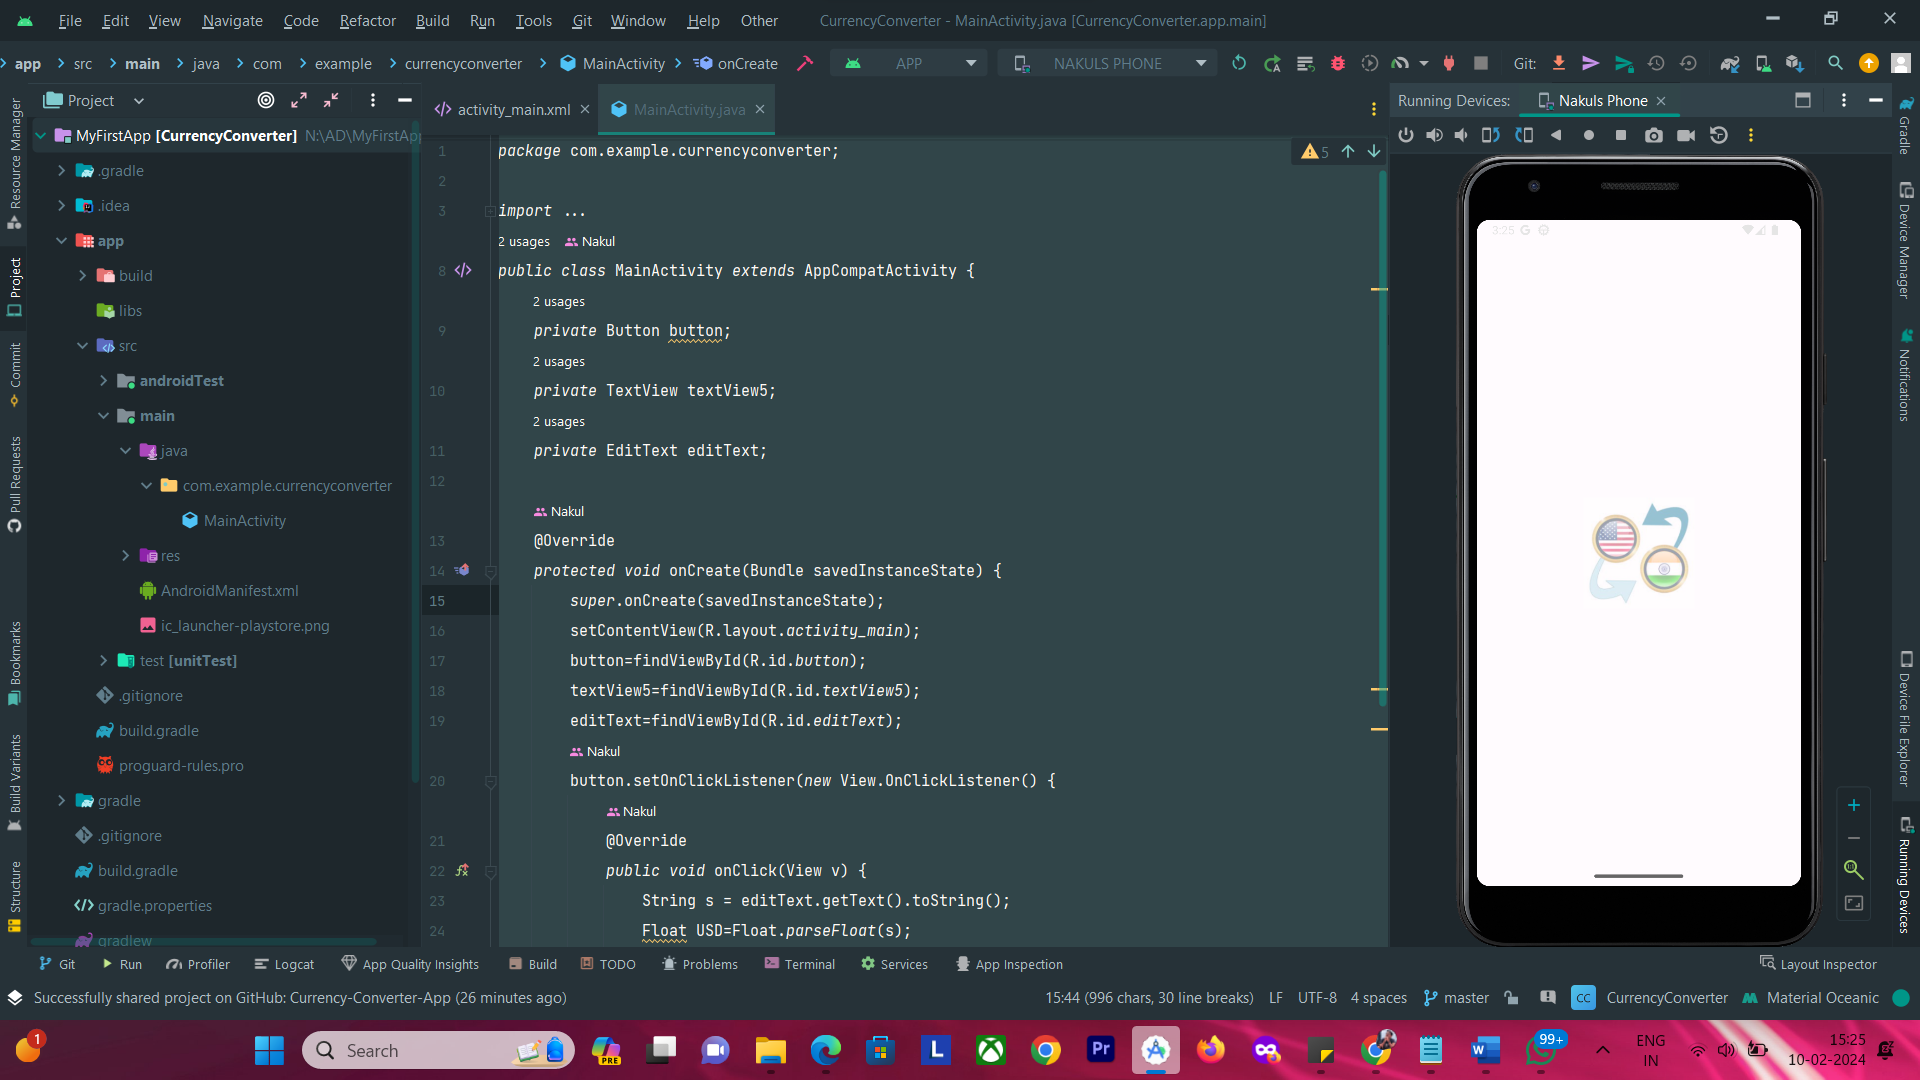 File Edit View Navigate Code Refactor Build Run Tools Git Window Help Other CurrencyConverter - MainActivity.java [CurrencyConverter.app.main]
app src main java com example currencyconverter MainActivity onCreate APP NAKULS PHONE Git:
Project activity_main.xml MainActivity.java Running Devices: Nakuls Phone
MyFirstApp [CurrencyConverter] N:\AD\MyFirstApp
.gradle
.idea
app
build
libs
src
androidTest
main
java
com.example.currencyconverter
MainActivity
res
AndroidManifest.xml
ic_launcher-playstore.png
test [unitTest]
.gitignore
build.gradle
proguard-rules.pro
gradle
.gitignore
build.gradle
gradle.properties
gradlew
Resource Manager
Project
Commit
Pull Requests
Bookmarks
Build Variants
Structure
1 package com.example.currencyconverter;
5
2
3 import ...
2 usages Nakul
8 public class MainActivity extends AppCompatActivity {
2 usages
9 private Button button;
2 usages
10 private TextView textView5;
2 usages
11 private EditText editText;
12
Nakul
13 @Override
14 protected void onCreate(Bundle savedInstanceState) {
15 super.onCreate(savedInstanceState);
16 setContentView(R.layout.activity_main);
17 button=findViewById(R.id.button);
18 textView5=findViewById(R.id.textView5);
19 editText=findViewById(R.id.editText);
Nakul
20 button.setOnClickListener(new View.OnClickListener() {
Nakul
21 @Override
22 public void onClick(View v) {
23 String s = editText.getText().toString();
24 Float USD=Float.parseFloat(s);
3:25
Gradle
Device Manager
Notifications
Device File Explorer
Running Devices
Git Run Profiler Logcat App Quality Insights Build TODO Problems Terminal Services App Inspection Layout Inspector
Successfully shared project on GitHub: Currency-Converter-App (26 minutes ago) 15:44 (996 chars, 30 line breaks) LF UTF-8 4 spaces master CC CurrencyConverter Material Oceanic
1 Search PRE L Pr 99+ ENG 15:25
IN 10-02-2024